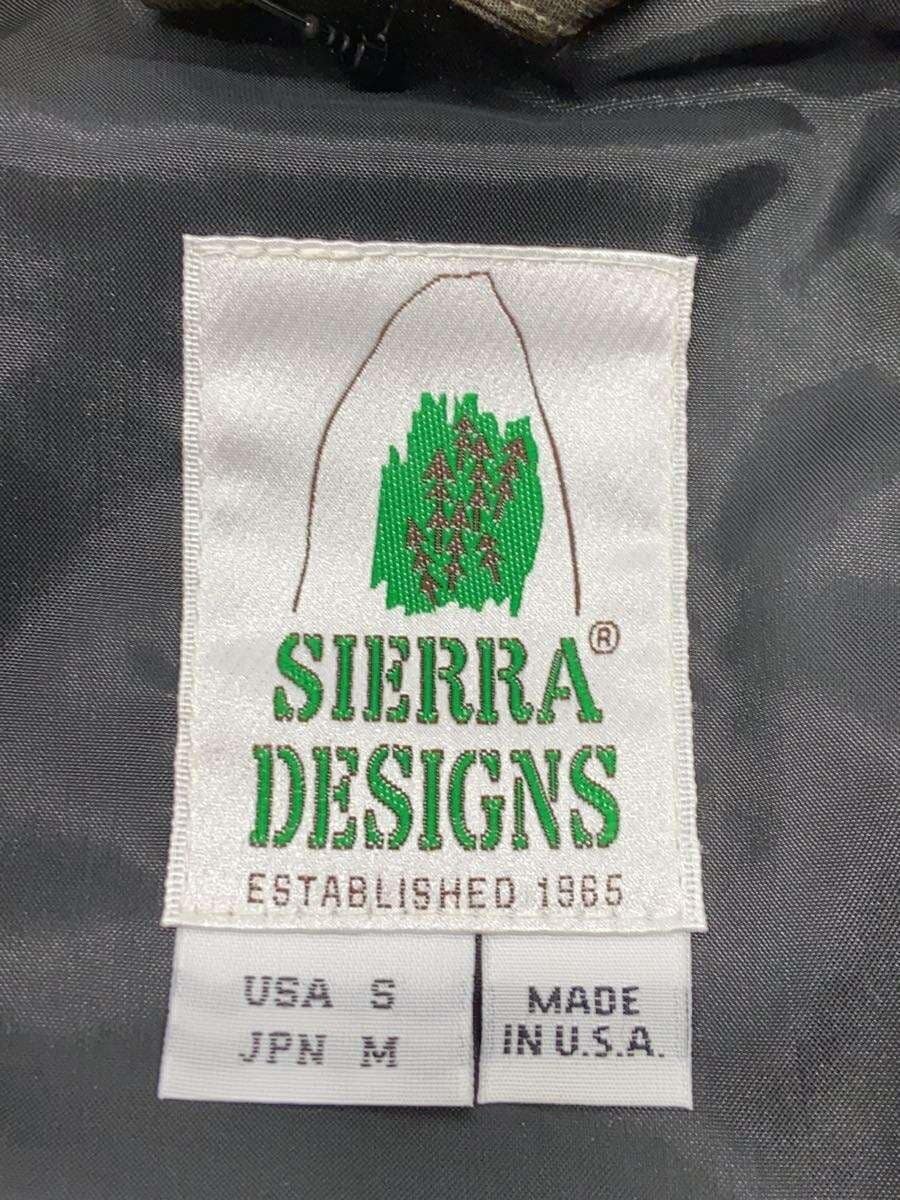 SIERRA®
DESIGNS
ESTABLISHED 1965
USA S
JPN M
MADE
IN U.S.A.